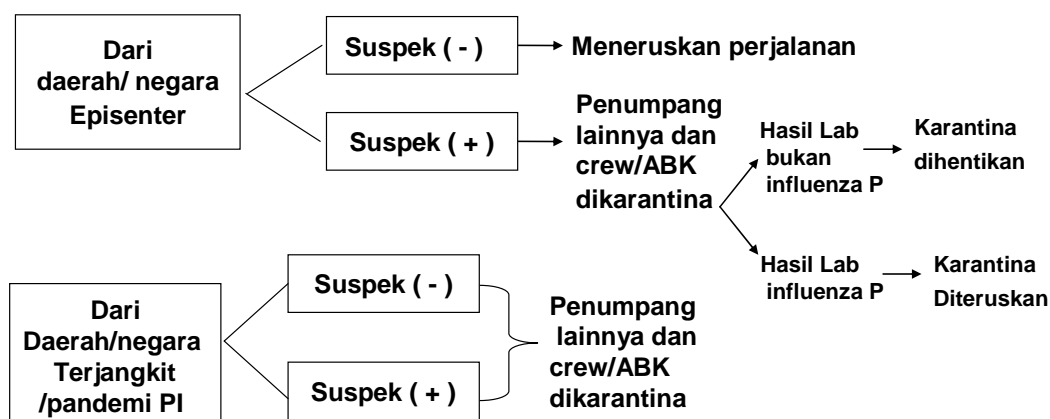 Dari
daerah/ negara
Episenter
Suspek ( - )
Meneruskan perjalanan
Suspek ( + )
Penumpang
lainnya dan
crew/ABK
dikarantina
Hasil Lab
bukan
influenza P
Karantina
dihentikan
Hasil Lab
influenza P
Karantina
Diteruskan
Dari
Daerah/negara
Terjangkit
/pandemi PI
Suspek ( - )
Suspek ( + )
Penumpang
lainnya dan
crew/ABK
dikarantina